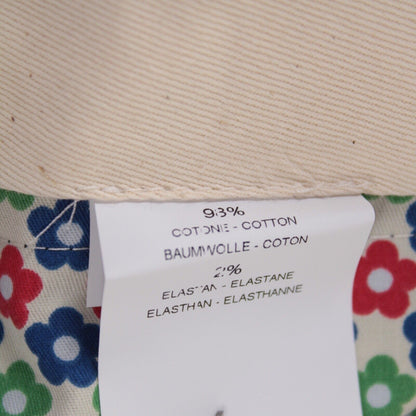 98%
COTONE - COTTON
BAUMWOLLE - COTON
2%
ELASTAN - ELASTANE
ELASTHAN - ELASTHANNE